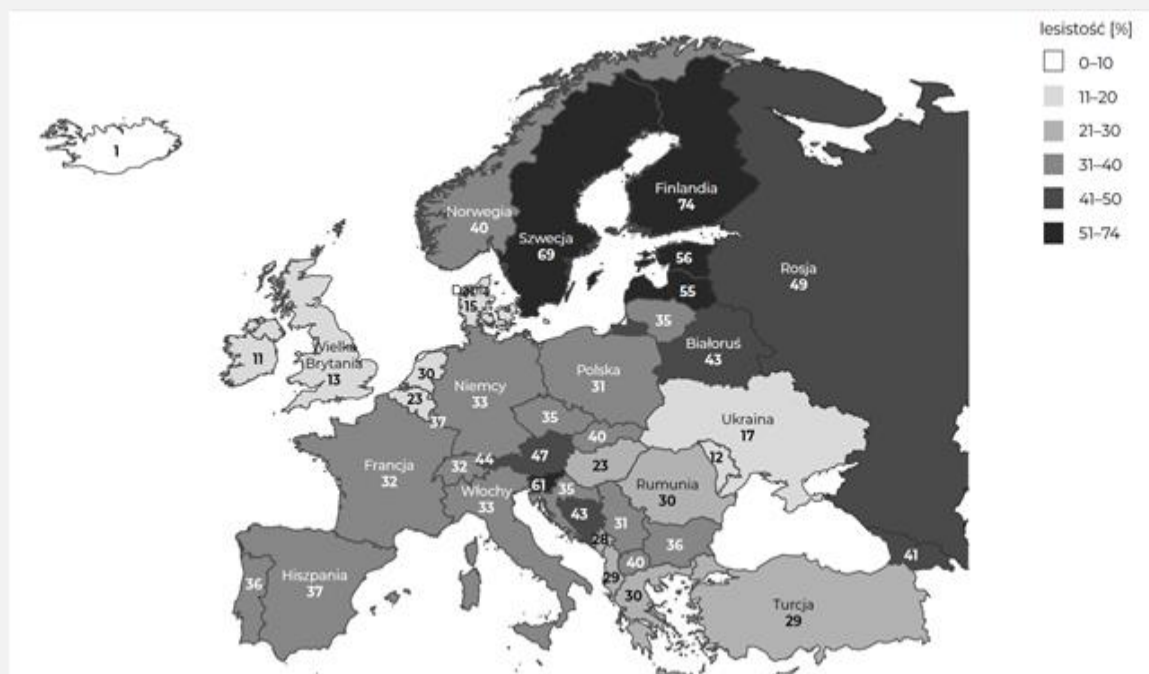 lesistość [%]
0–10
11–20
21–30
31–40
41–50
51–74
1
Norwegia
40
Szwecja
69
Finlandia
74
56
55
35
Rosja
49
Białoruś
43
Dania
15
11
Wielka
Brytania
13
30
23
37
Niemcy
33
Polska
31
35
40
Ukraina
17
12
Francja
32
32
44
47
23
Rumunia
30
Włochy
33
61
35
43
31
28
36
40
29
30
36
Hiszpania
37
Turcja
29
41